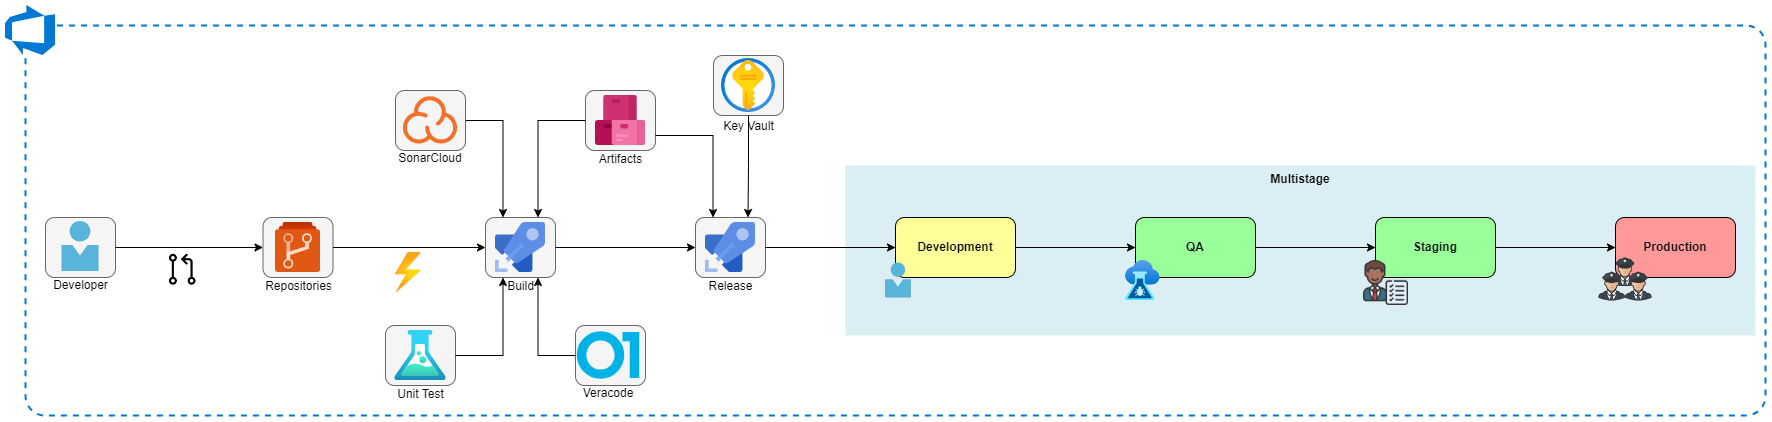 Key Vault
SonarCloud
Artifacts
Multistage
Developer
Repositories
Build
Release
Development
QA
Staging
Production
Unit Test
Veracode